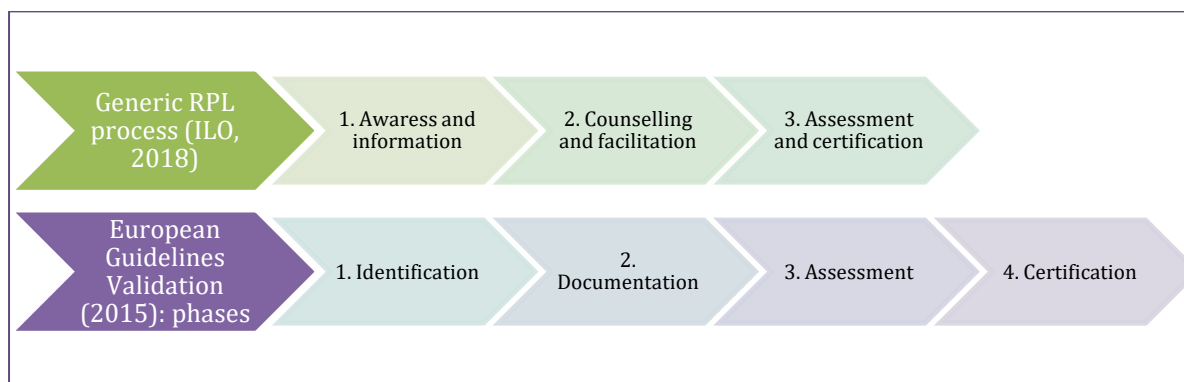 Generic RPL
process (ILO,
2018)
1. Awaress and
information
2. Counselling
and facilitation
3. Assessment
and certification
European
Guidelines
Validation
(2015): phases
1. Identification
2.
Documentation
3. Assessment
4. Certification